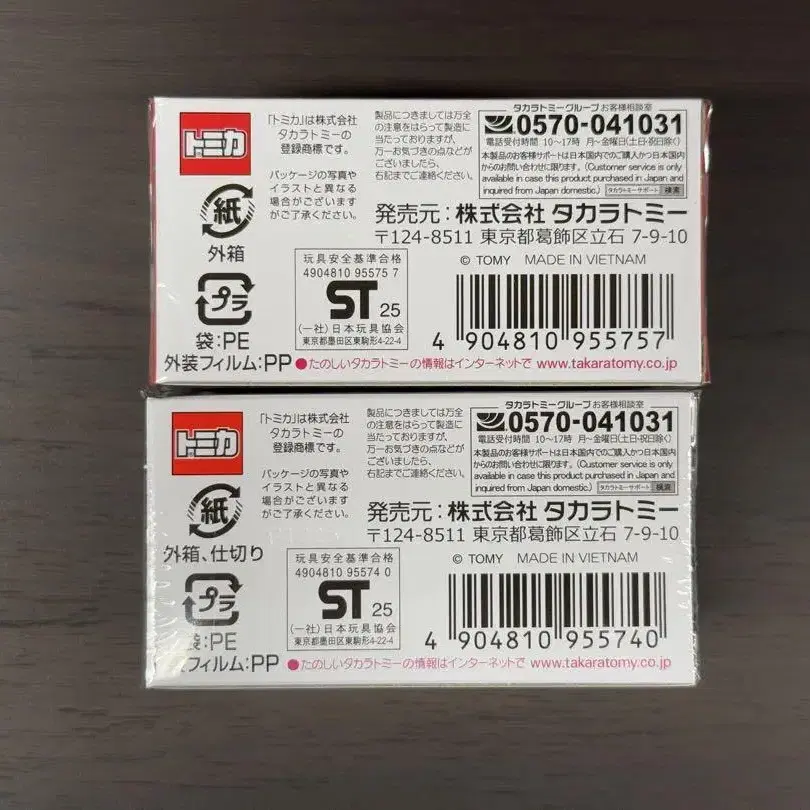 トミカ
「トミカ」は株式会社
タカラトミーの
登録商標です。
パッケージの写真や
イラストと異なる
場合がございます
がご了承ください。
製品につきましては万全
の注意をはらって製造に
当たっておりますが、
万一お気づきの点などが
ございましたら、
右記までご連絡ください。
タカラトミーグループ お客様相談室
0570-041031
電話受付時間 10〜17時 月〜金曜日(土日・祝日除く)
本製品のお客様サポートは日本国内でのご購入かつ日本国内
からのお問い合わせに限ります。(Customer service is only
available in case this product purchased in Japan and
inquired from Japan domestic.) タカラトミーサポート 検索
発売元:株式会社 タカラトミー
〒124-8511 東京都葛飾区立石 7-9-10
紙
外箱
プラ
袋:PE
外装フィルム:PP
玩具安全基準合格
4904810 95575 7
ST 25
(一社)日本玩具協会
東京都墨田区東駒形4-22-4
© TOMY MADE IN VIETNAM
4 904810 955757
●たのしいタカラトミーの情報はインターネットで www.takaratomy.co.jp
トミカ
「トミカ」は株式会社
タカラトミーの
登録商標です。
パッケージの写真や
イラストと異なる
場合がございます
がご了承ください。
製品につきましては万全
の注意をはらって製造に
当たっておりますが、
万一お気づきの点などが
ございましたら、
右記までご連絡ください。
タカラトミーグループ お客様相談室
0570-041031
電話受付時間 10〜17時 月〜金曜日(土日・祝日除く)
本製品のお客様サポートは日本国内でのご購入かつ日本国内
からのお問い合わせに限ります。(Customer service is only
available in case this product purchased in Japan and
inquired from Japan domestic.) タカラトミーサポート 検索
発売元:株式会社 タカラトミー
〒124-8511 東京都葛飾区立石 7-9-10
紙
外箱、仕切り
プラ
袋:PE
フィルム:PP
玩具安全基準合格
4904810 95574 0
ST 25
(一社)日本玩具協会
東京都墨田区東駒形4-22-4
© TOMY MADE IN VIETNAM
4 904810 955740
●たのしいタカラトミーの情報はインターネットで www.takaratomy.co.jp